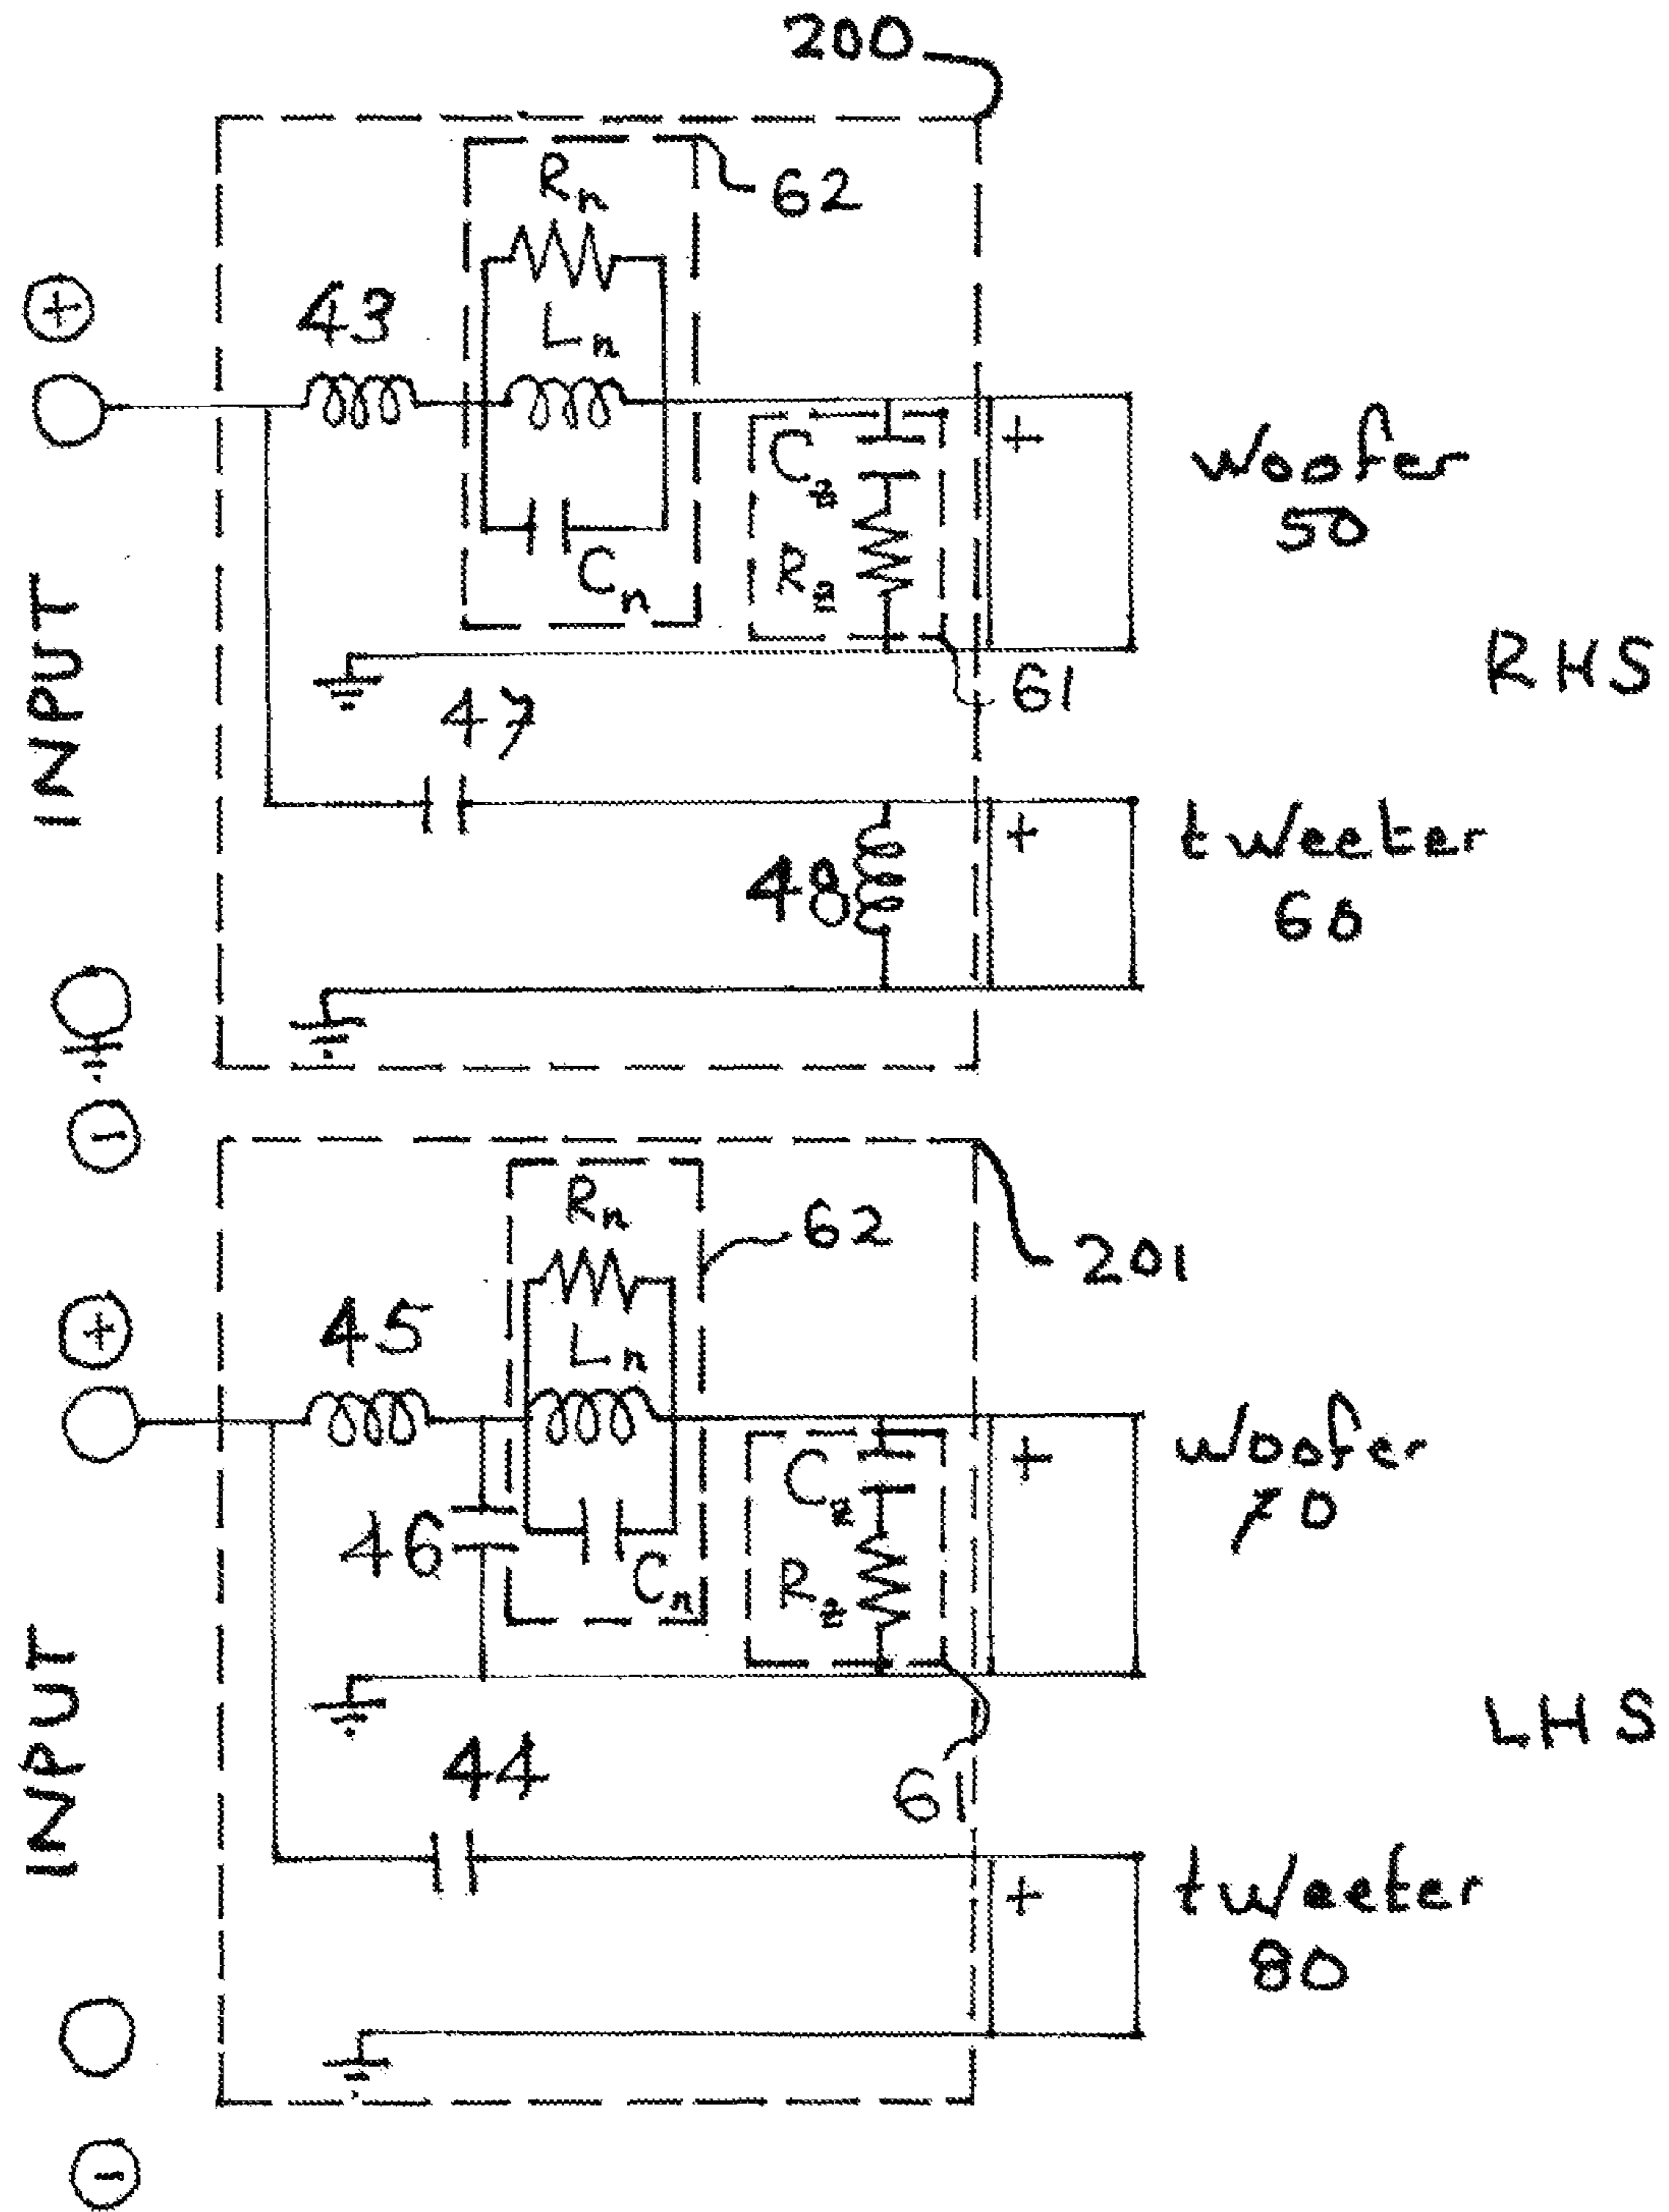 200
62
Rn
⊕
43
Ln
Cz
+
woofer
50
Cn
Rz
INPUT
RHS
61
47
+
tweeter
60
48
⊖
201
Rn
62
⊕
45
Ln
Cz
+
woofer
70
46
Cn
Rz
INPUT
LHS
44
61
+
tweeter
80
⊖